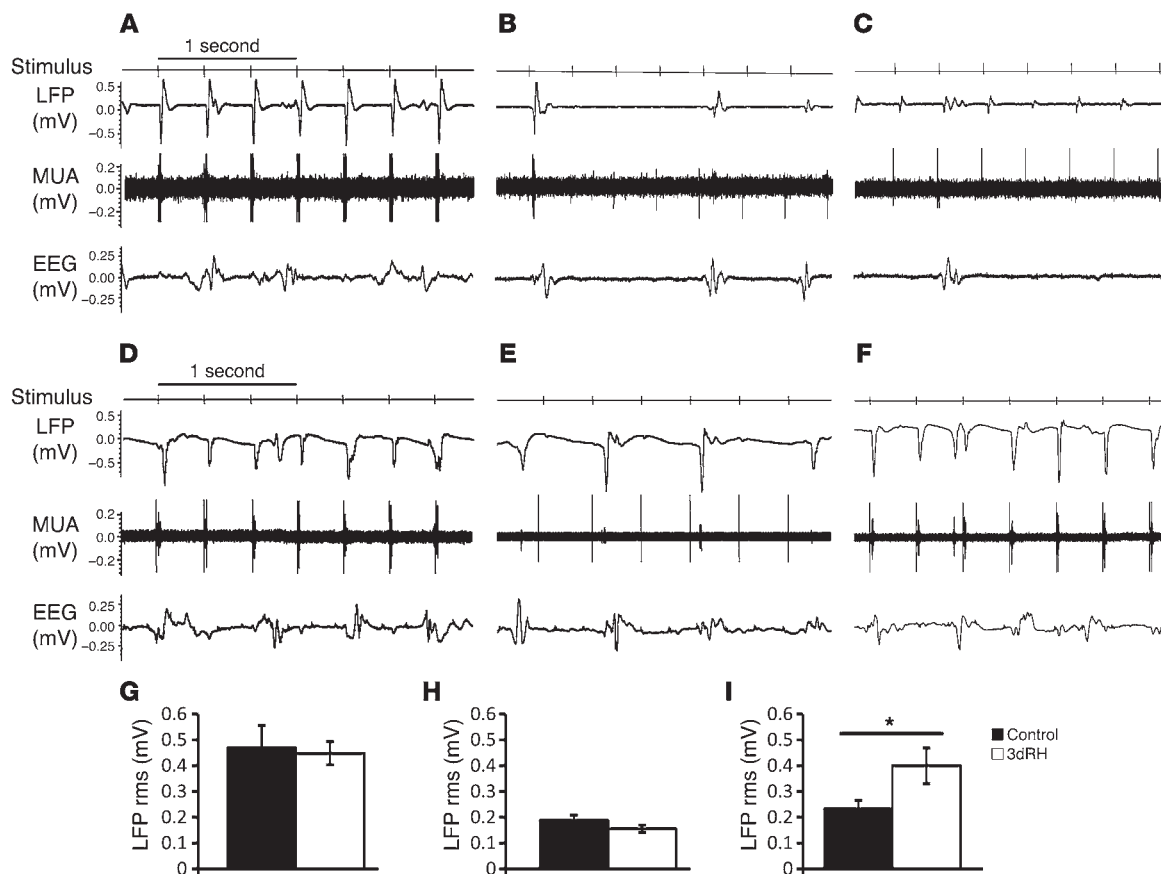 A
B
C
1 second
Stimulus
LFP
(mV)
0.5
0.0
−0.5
MUA
(mV)
0.2
0.0
−0.2
EEG
(mV)
0.25
0.00
−0.25
D
E
F
1 second
Stimulus
LFP
(mV)
0.5
0.0
−0.5
MUA
(mV)
0.2
0.0
−0.2
EEG
(mV)
0.25
0.00
−0.25
G
LFP rms (mV)
0.6
0.5
0.4
0.3
0.2
0.1
0
H
LFP rms (mV)
0.6
0.5
0.4
0.3
0.2
0.1
0
I
LFP rms (mV)
0.6
0.5
0.4
0.3
0.2
0.1
0
*
Control
3dRH